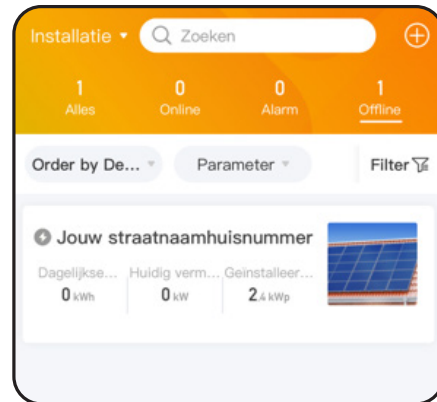 Installatie Zoeken
1 0 0 1
Alles Online Alarm Offline
Order by De... Parameter Filter
Jouw straatnaamhuisnummer
Dagelijkse... Huidig verm... Geïnstalleer...
0 kWh 0 kW 2.4 kWp